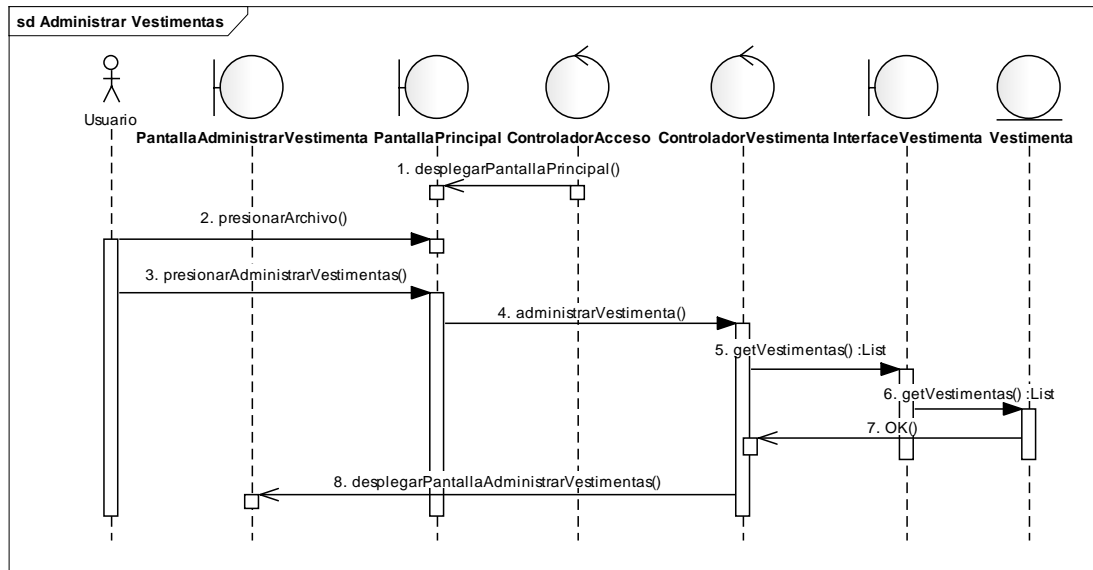 sd Administrar Vestimentas
Usuario
PantallaAdministrarVestimenta
PantallaPrincipal
ControladorAcceso
ControladorVestimenta
InterfaceVestimenta
Vestimenta
1. desplegarPantallaPrincipal()
2. presionarArchivo()
3. presionarAdministrarVestimentas()
4. administrarVestimenta()
5. getVestimentas() :List
6. getVestimentas() :List
7. OK()
8. desplegarPantallaAdministrarVestimentas()